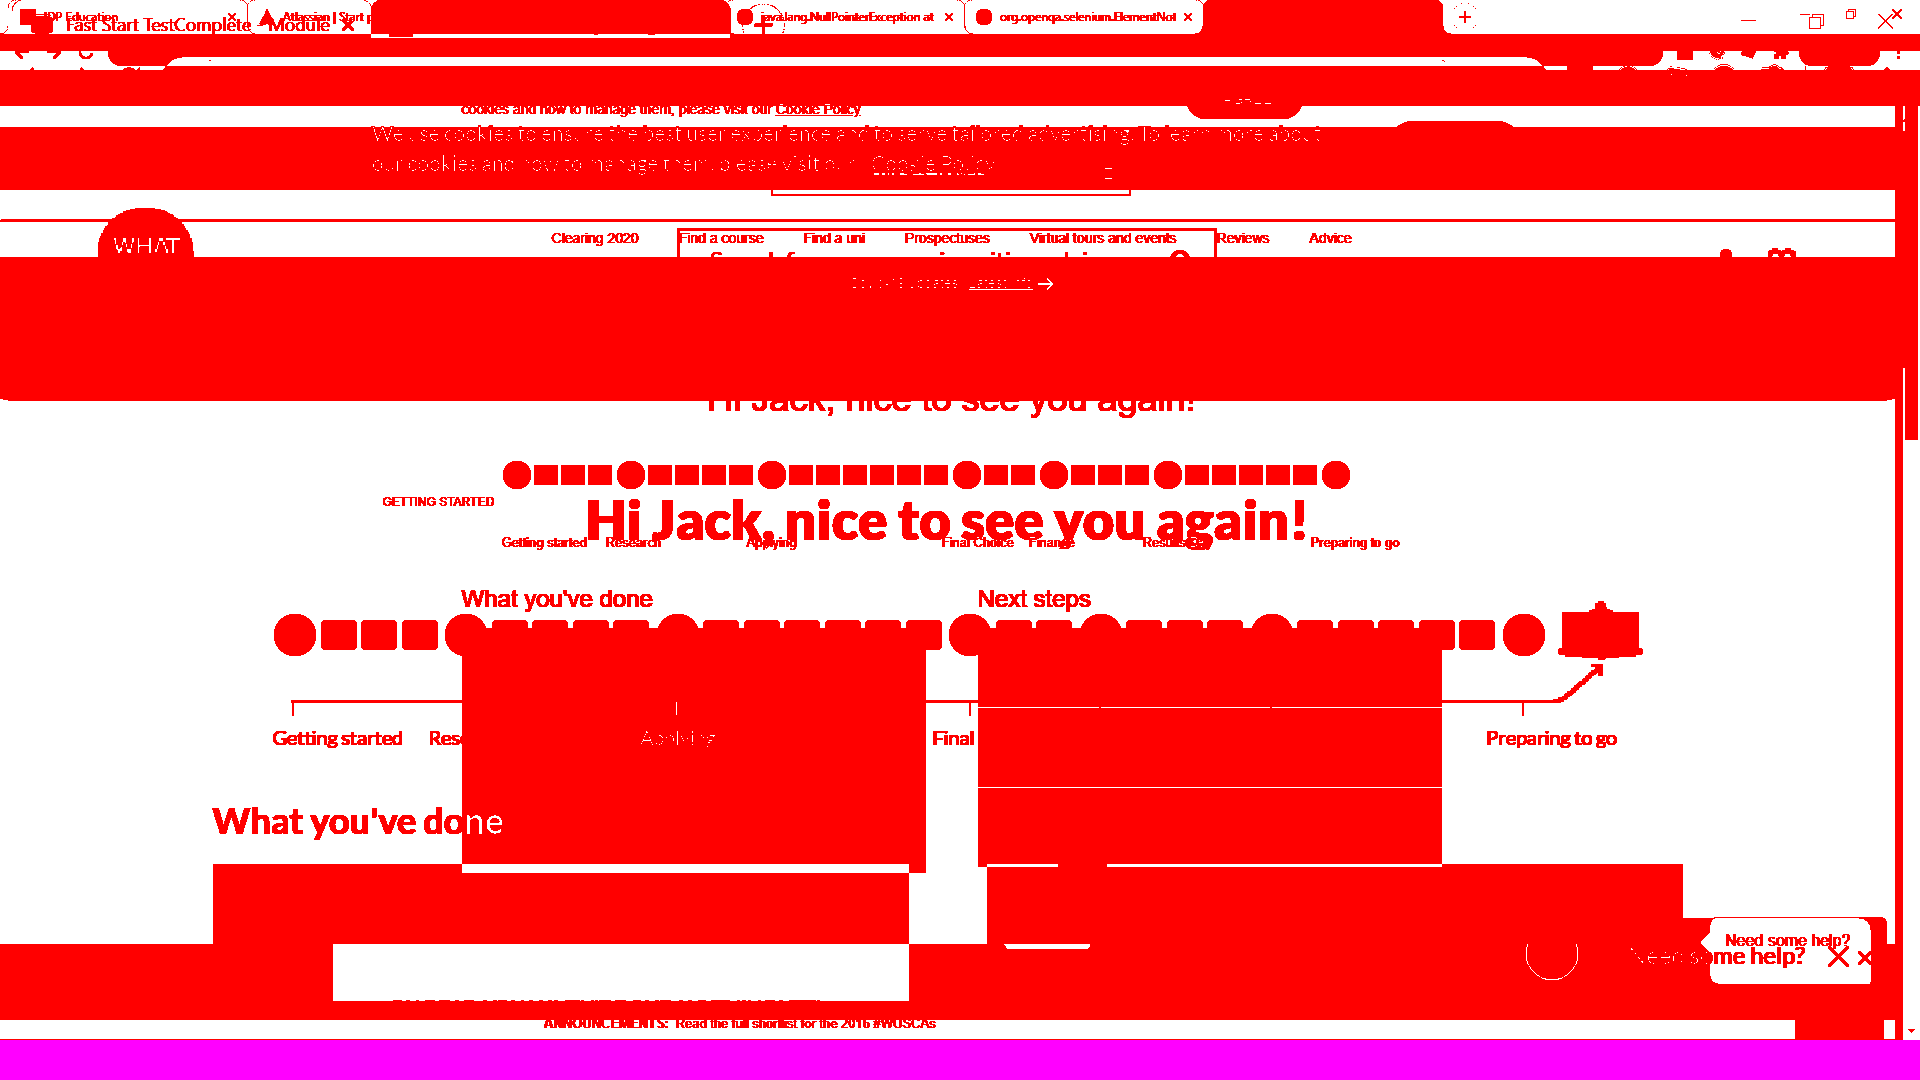 IDP Education
Atlassian | Start p
java.lang.NullPointerException at
org.openqa.selenium.ElementNot
Fast Start TestComplete Module
cookies and how to manage them, please visit our Cookie Policy
We use cookies to ensure the best user experience and to serve tailored advertising. To learn more about
our cookies and how to manage them please visit our Cookie Policy
WHAT
Clearing 2020 Find a course Find a uni Prospectuses Virtual tours and events Reviews Advice
Latest info
Hi Jack, nice to see you again!
GETTING STARTED
Hi Jack, nice to see you again!
Getting started Research Applying Final Choice Finance Preparing to go
What you've done Next steps
Getting started Applying Final Preparing to go
What you've done
Need some help?
Need some help?
ANNOUNCEMENTS: Read the full shortlist for the 2016 #WUSCAs